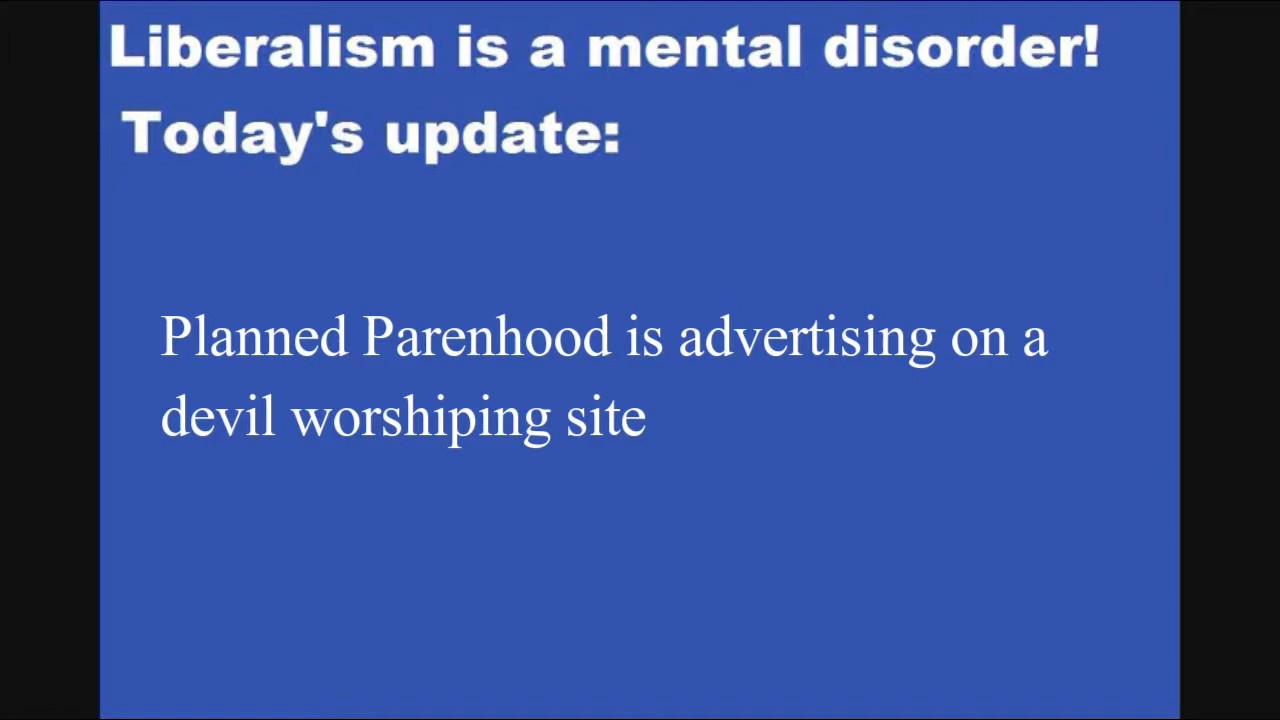 Liberalism is a mental disorder!
Today's update:
Planned Parenhood is advertising on a
devil worshiping site